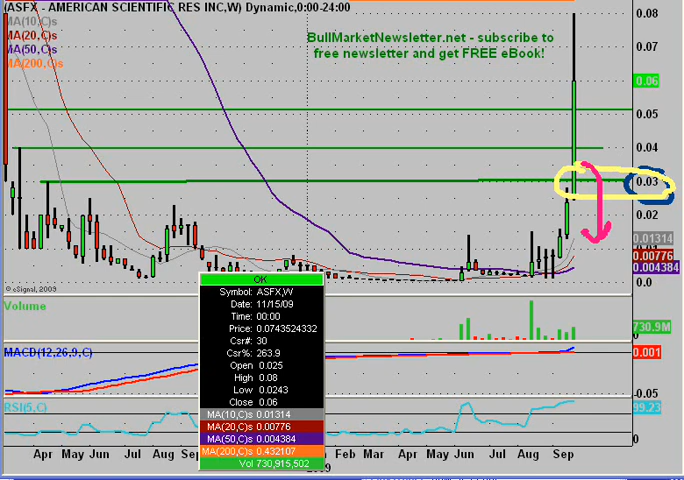 (ASFX - AMERICAN SCIENTIFIC RES INC,W) Dynamic,0:00-24:00
MA(10,C)s
MA(20,C)s
MA(50,C)s
MA(200,C)s
BullMarketNewsletter.net - subscribe to
free newsletter and get FREE eBook!
0.08
0.07
0.06
0.05
0.04
0.03
0.02
0.01314
0.00776
0.004384
0
© eSignal, 2009
Volume
730.9M
0
MACD(12,26,9,C)
0.001
-0.05
RSI(5,C)
99.23
0
OK
Symbol: ASFX,W
Date: 11/15/09
Time: 00:00
Price: 0.0743524332
Csr#: 30
Csr%: 263.9
Open 0.025
High 0.08
Low 0.0243
Close 0.06
MA(10,C)s 0.01314
MA(20,C)s 0.00776
MA(50,C)s 0.004384
MA(200,C)s 0.432107
Vol 730,915,502
Apr May Jun Jul Aug Sep Feb Mar Apr May Jun Jul Aug Sep